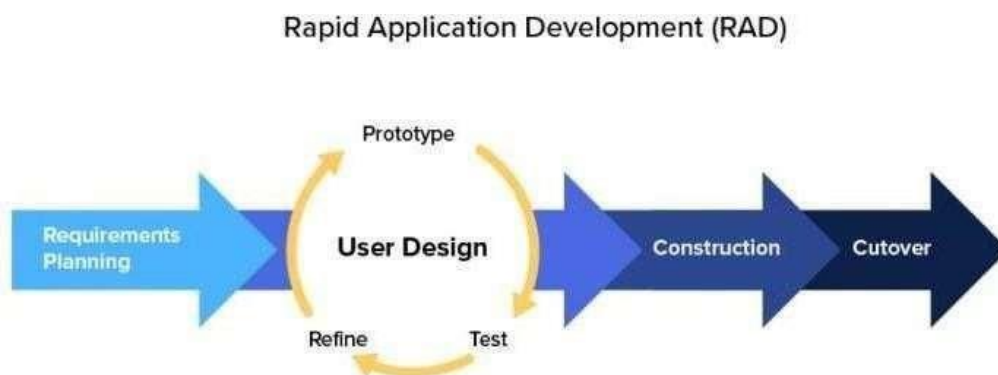 Rapid Application Development (RAD)
Prototype
Requirements
Planning
User Design
Construction
Cutover
Refine
Test